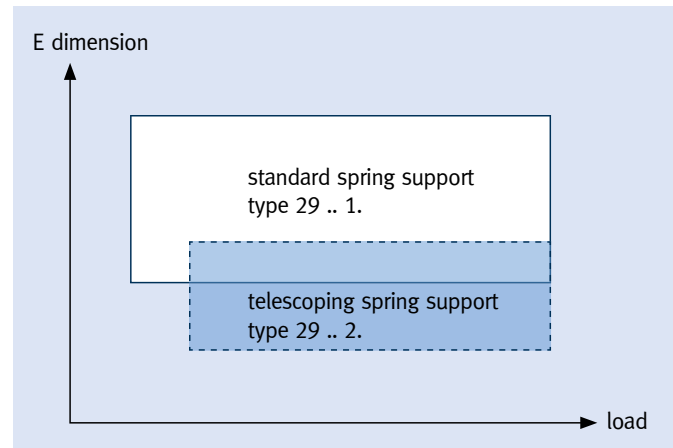 E dimension
standard spring support
type 29 .. 1.
telescoping spring support
type 29 .. 2.
load